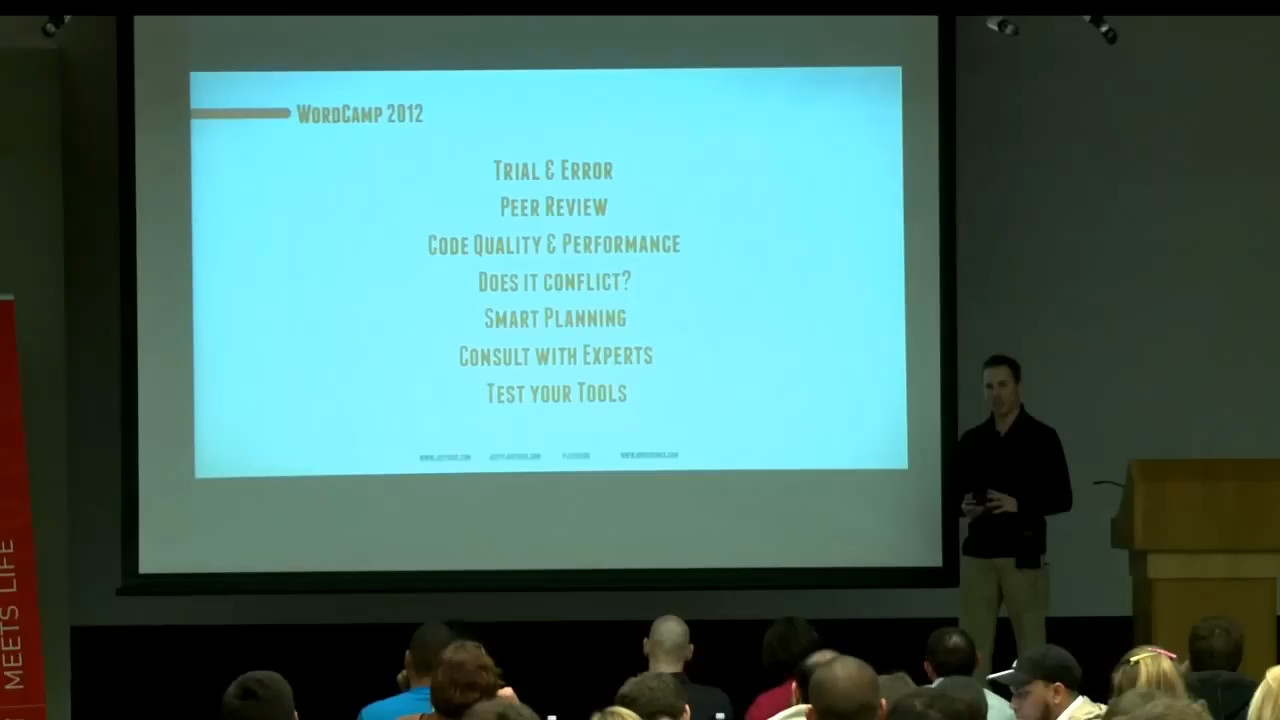 WordCamp 2012
Trial & Error
Peer Review
Code Quality & Performance
Does it conflict?
Smart Planning
Consult with Experts
Test your Tools
MEETS LIFE